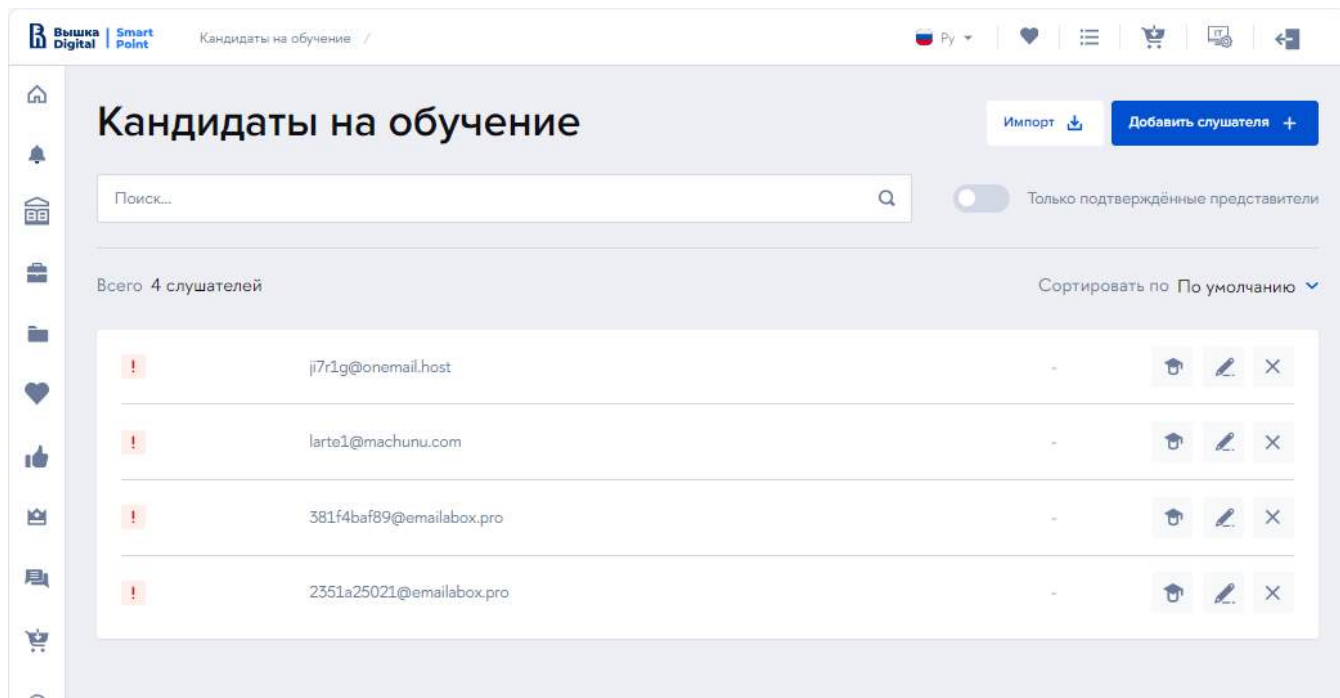 Вышка | Smart
Digital | Point
Кандидаты на обучение /
Ру
Кандидаты на обучение
Импорт
Добавить слушателя +
Поиск...
Только подтверждённые представители
Всего 4 слушателей
Сортировать по По умолчанию
! ji7r1g@onemail.host -
! larte1@machunu.com -
! 381f4baf89@emailabox.pro -
! 2351a25021@emailabox.pro -